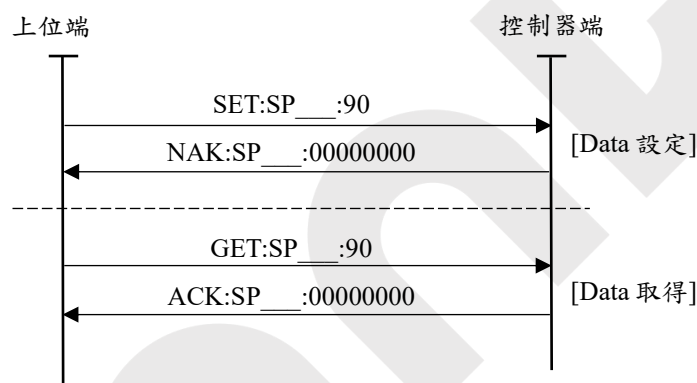 上位端 控制器端
SET:SP___:90
NAK:SP___:00000000
[Data 設定]
GET:SP___:90
ACK:SP___:00000000
[Data 取得]